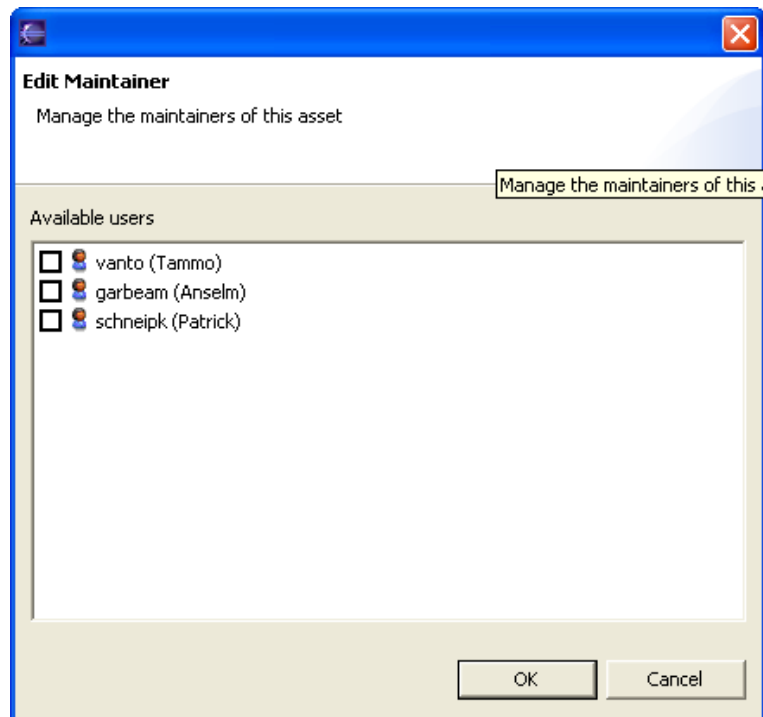 Edit Maintainer
Manage the maintainers of this asset
Manage the maintainers of this
Available users
vanto (Tammo)
garbeam (Anselm)
schneipk (Patrick)
OK
Cancel